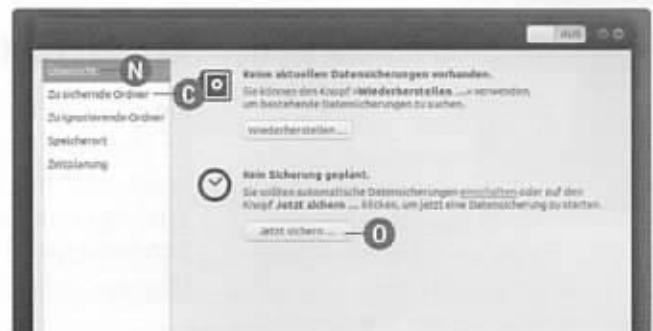 AUS
Übersicht
N
Zu sichernde Ordner
C
Zu ignorierende Ordner
Speicherort
Zeitplanung
Keine aktuellen Datensicherungen vorhanden.
Sie können den Knopf »Wiederherstellen ...« verwenden,
um bestehende Datensicherungen zu suchen.
Wiederherstellen ...
Kein Sicherung geplant.
Sie sollten automatische Datensicherungen einschalten oder auf den
Knopf Jetzt sichern ... klicken, um jetzt eine Datensicherung zu starten.
Jetzt sichern ...
O